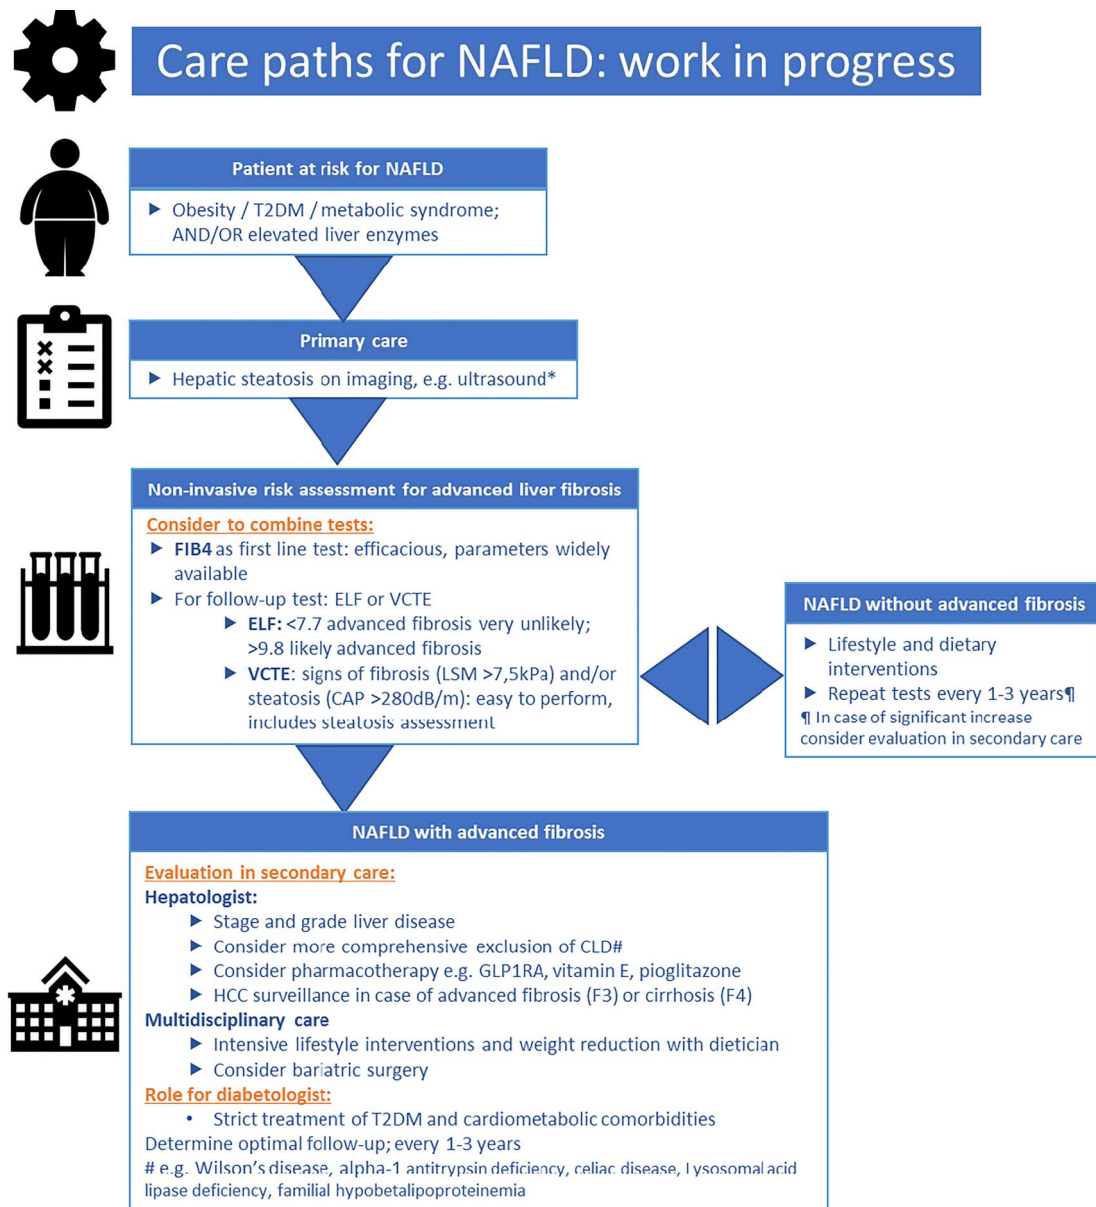 Care paths for NAFLD: work in progress
Patient at risk for NAFLD
▶ Obesity / T2DM / metabolic syndrome;
AND/OR elevated liver enzymes
Primary care
▶ Hepatic steatosis on imaging, e.g. ultrasound*
Non-invasive risk assessment for advanced liver fibrosis
Consider to combine tests:
▶ FIB4 as first line test: efficacious, parameters widely
available
▶ For follow-up test: ELF or VCTE
▶ ELF: <7.7 advanced fibrosis very unlikely;
>9.8 likely advanced fibrosis
▶ VCTE: signs of fibrosis (LSM >7,5kPa) and/or
steatosis (CAP >280dB/m): easy to perform,
includes steatosis assessment
NAFLD without advanced fibrosis
▶ Lifestyle and dietary
interventions
▶ Repeat tests every 1-3 years¶
¶ In case of significant increase
consider evaluation in secondary care
NAFLD with advanced fibrosis
Evaluation in secondary care:
Hepatologist:
▶ Stage and grade liver disease
▶ Consider more comprehensive exclusion of CLD#
▶ Consider pharmacotherapy e.g. GLP1RA, vitamin E, pioglitazone
▶ HCC surveillance in case of advanced fibrosis (F3) or cirrhosis (F4)
Multidisciplinary care
▶ Intensive lifestyle interventions and weight reduction with dietician
▶ Consider bariatric surgery
Role for diabetologist:
• Strict treatment of T2DM and cardiometabolic comorbidities
Determine optimal follow-up; every 1-3 years
# e.g. Wilson's disease, alpha-1 antitrypsin deficiency, celiac disease, Lysosomal acid
lipase deficiency, familial hypobetalipoproteinemia